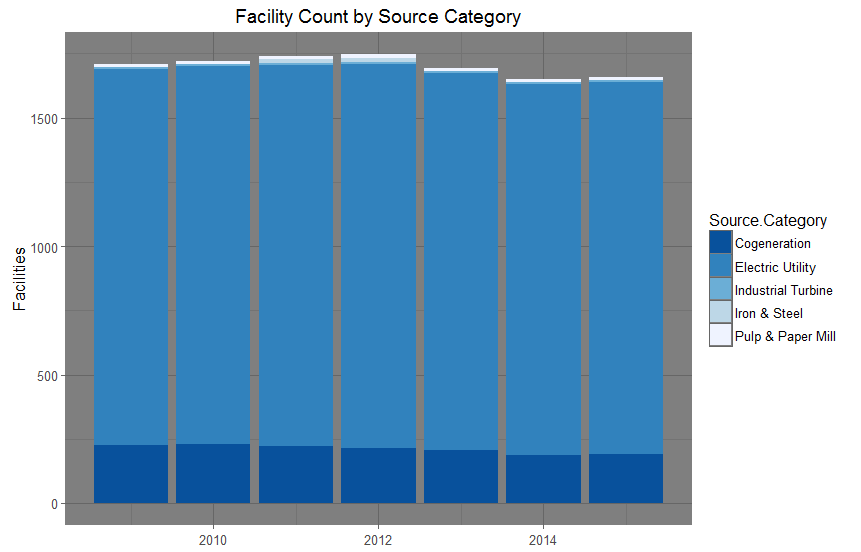 Facility Count by Source Category
Facilities
1500
1000
500
0
2010
2012
2014
Source.Category
Cogeneration
Electric Utility
Industrial Turbine
Iron & Steel
Pulp & Paper Mill